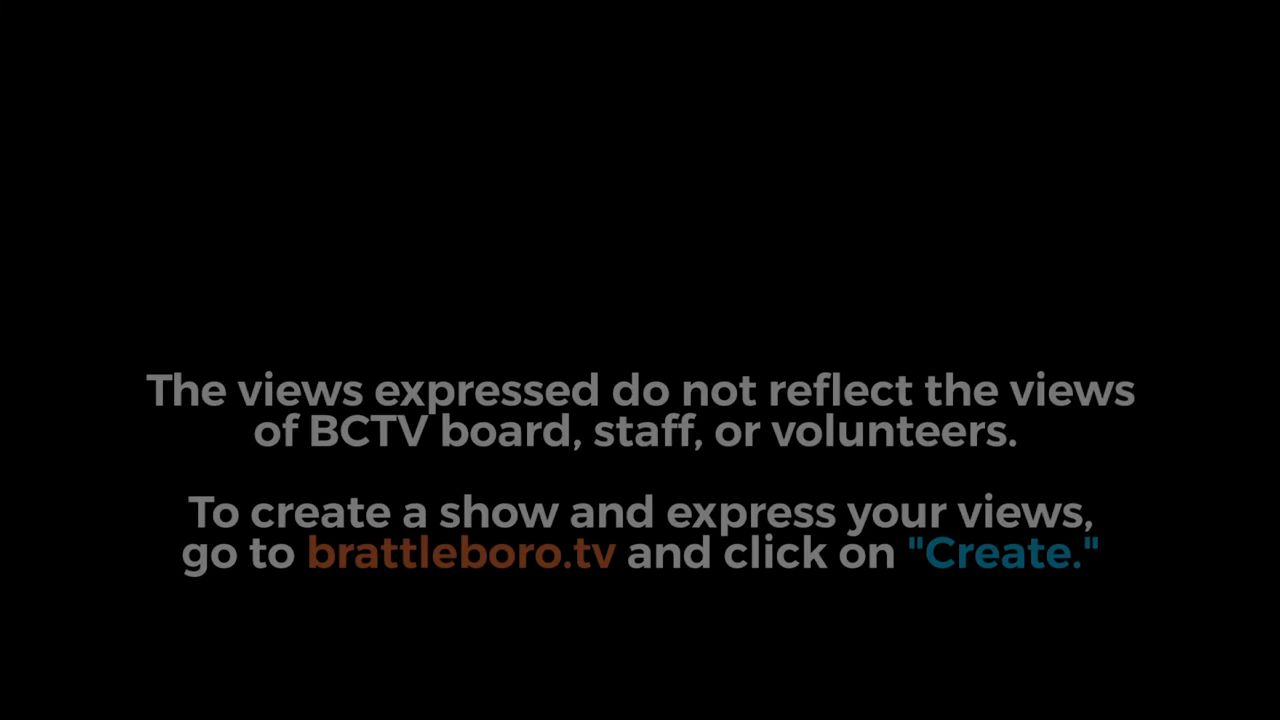 The views expressed do not reflect the views
of BCTV board, staff, or volunteers.
To create a show and express your views,
go to brattleboro.tv and click on "Create."